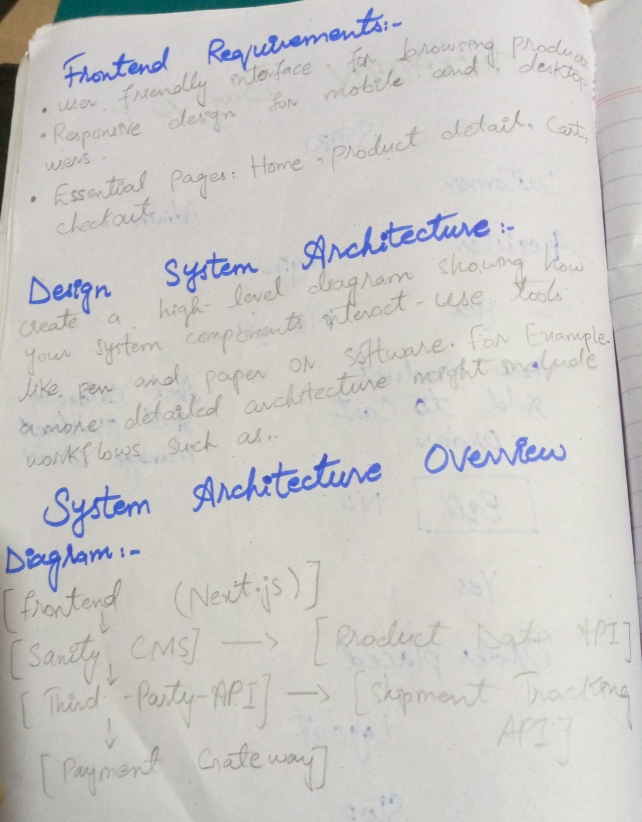 Frontend Requirements:-
• user friendly interface for browsing products
• Responsive design for mobile and desktop
users.
• Essential Pages: Home, Product detail, Cart,
checkout
Design System Architecture:-
create a high-level diagram showing how
your system components interact - use tools
like pen and paper or software. For Example.
a more detailed architecture might include
workflows such as..
System Architecture Overview
Diagram:-
[Frontend (Next.js)]
↓
[Sanity CMS] → [Product Data API]
↓
[Third-Party-API] → [Shipment Tracking
API]
↓
[Payment Gateway]